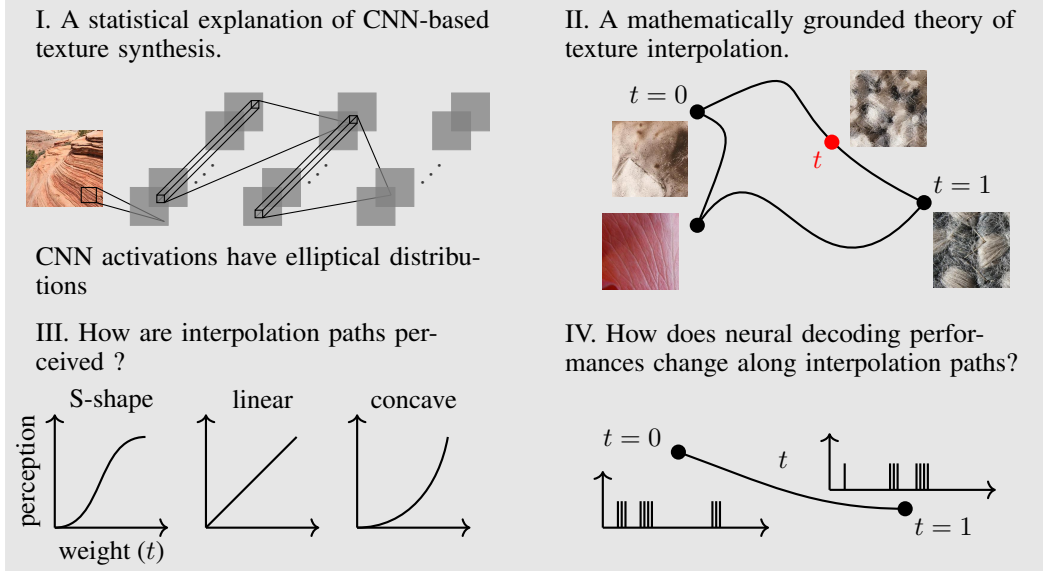 I. A statistical explanation of CNN-based
texture synthesis.
CNN activations have elliptical distribu-
tions
II. A mathematically grounded theory of
texture interpolation.
t = 0
t
t = 1
III. How are interpolation paths per-
ceived ?
S-shape
linear
concave
perception
weight (t)
IV. How does neural decoding perfor-
mances change along interpolation paths?
t = 0
t
t = 1